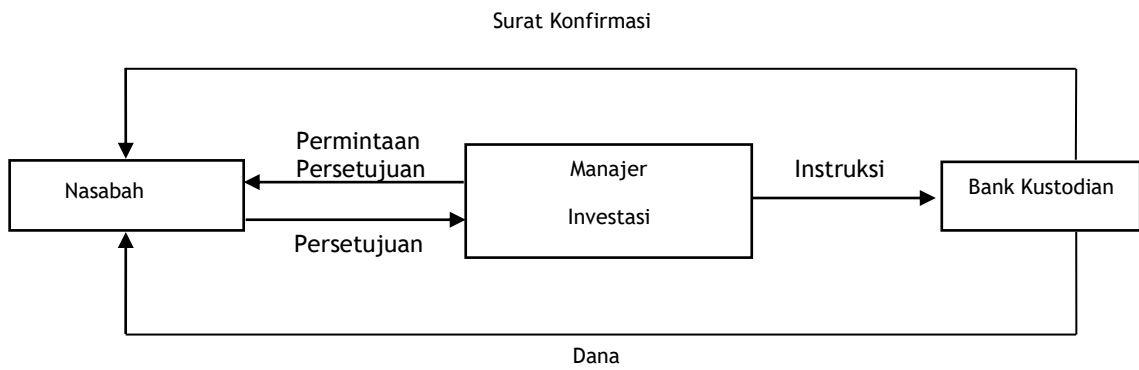 Surat Konfirmasi
Permintaan
Persetujuan
Nasabah
Persetujuan
Manajer
Investasi
Instruksi
Bank Kustodian
Dana